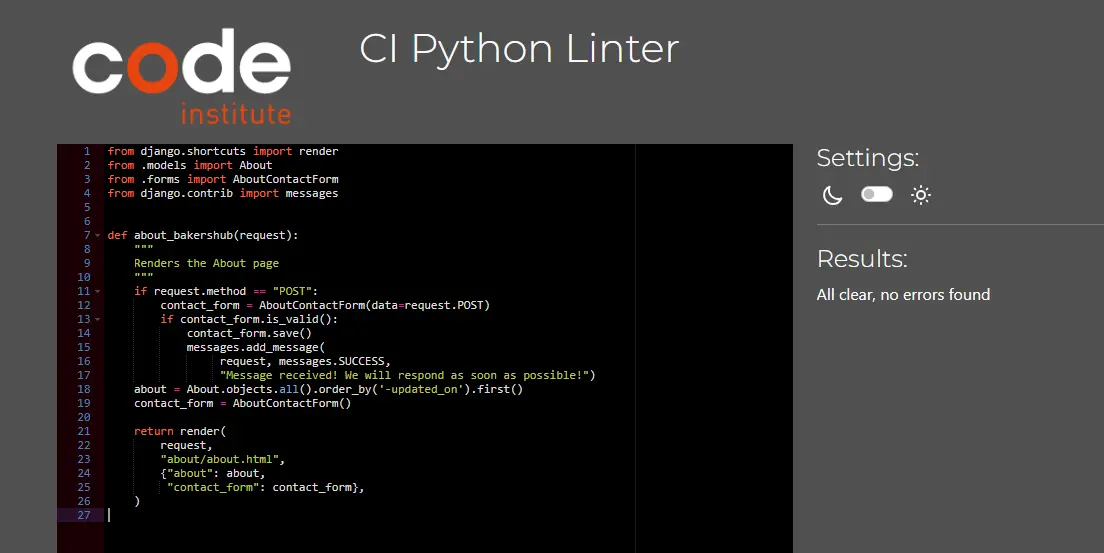 code
institute
CI Python Linter
1 from django.shortcuts import render
2 from .models import About
3 from .forms import AboutContactForm
4 from django.contrib import messages
5
6
7 def about_bakershub(request):
8 """
9 Renders the About page
10 """
11 if request.method == "POST":
12 contact_form = AboutContactForm(data=request.POST)
13 if contact_form.is_valid():
14 contact_form.save()
15 messages.add_message(
16 request, messages.SUCCESS,
17 "Message received! We will respond as soon as possible!")
18 about = About.objects.all().order_by('-updated_on').first()
19 contact_form = AboutContactForm()
20
21 return render(
22 request,
23 "about/about.html",
24 {"about": about,
25 "contact_form": contact_form},
26 )
27
Settings:
Results:
All clear, no errors found